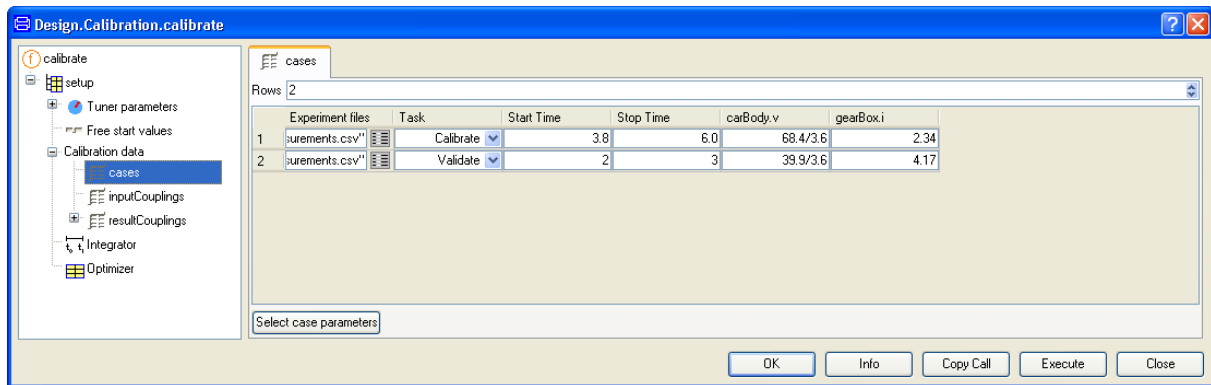 Design.Calibration.calibrate
calibrate
setup
Tuner parameters
Free start values
Calibration data
cases
inputCouplings
resultCouplings
Integrator
Optimizer
cases
Rows 2
Experiment files Task Start Time Stop Time carBody.v gearBox.i
1 surements.csv" Calibrate 3.8 6.0 68.4/3.6 2.34
2 surements.csv" Validate 2 3 39.9/3.6 4.17
Select case parameters
OK Info Copy Call Execute Close